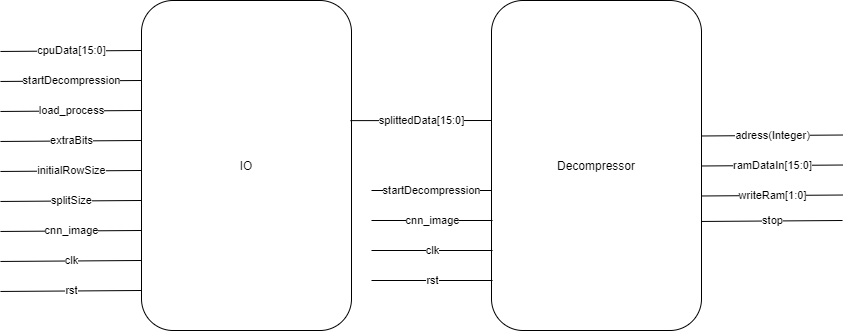 cpuData[15:0]
startDecompression
load_process
extraBits
initialRowSize
splitSize
cnn_image
clk
rst
IO
splittedData[15:0]
startDecompression
cnn_image
clk
rst
Decompressor
adress(Integer)
ramDataIn[15:0]
writeRam[1:0]
stop